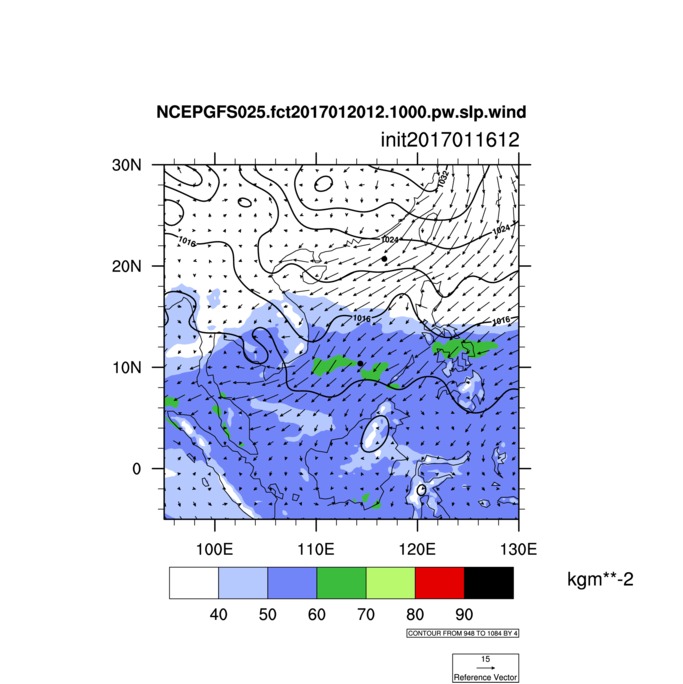 NCEPGFS025.fct2017012012.1000.pw.slp.wind
init2017011612
30N
1032
1024
1016
1024
20N
1016
1016
10N
0
100E
110E
120E
130E
kgm**-2
40
50
60
70
80
90
CONTOUR FROM 948 TO 1084 BY 4
15
Reference Vector